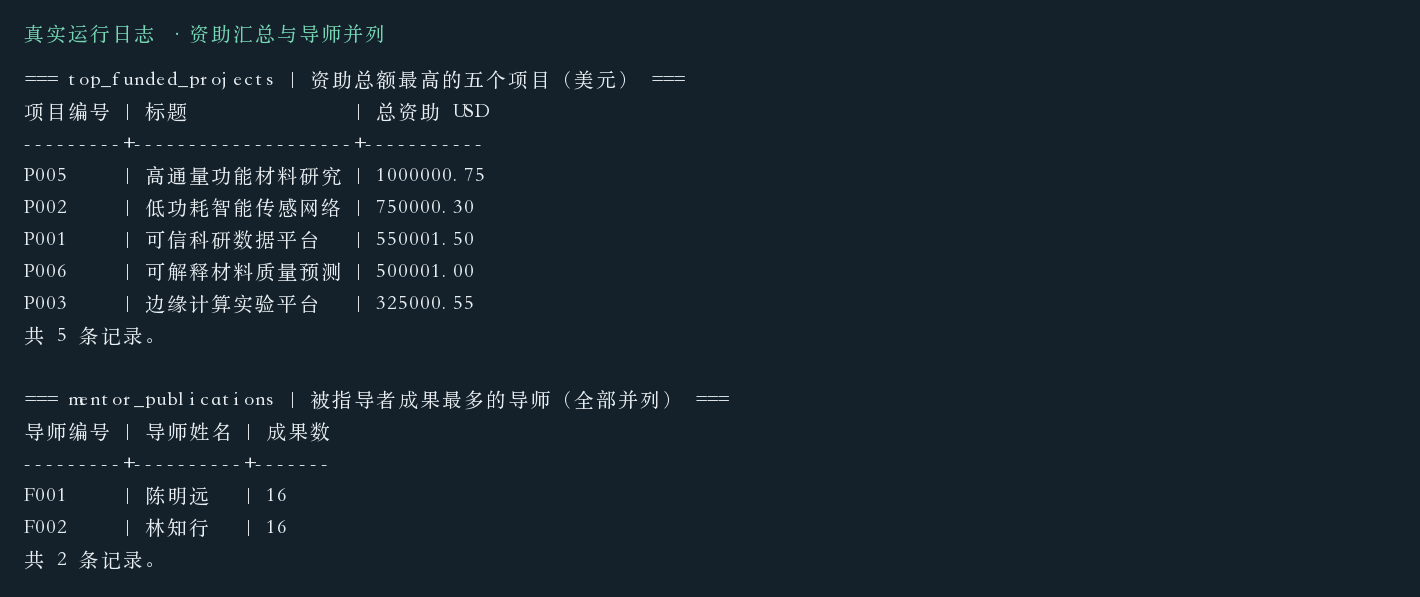 真实运行日志 · 资助汇总与导师并列
=== top_funded_projects | 资助总额最高的五个项目（美元） ===
项目编号 | 标题 | 总资助 USD
---------+--------------------+-----------
P005 | 高通量功能材料研究 | 1000000.75
P002 | 低功耗智能传感网络 | 750000.30
P001 | 可信科研数据平台 | 550001.50
P006 | 可解释材料质量预测 | 500001.00
P003 | 边缘计算实验平台 | 325000.55
共 5 条记录。
=== mentor_publications | 被指导者成果最多的导师（全部并列） ===
导师编号 | 导师姓名 | 成果数
---------+----------+-------
F001 | 陈明远 | 16
F002 | 林知行 | 16
共 2 条记录。